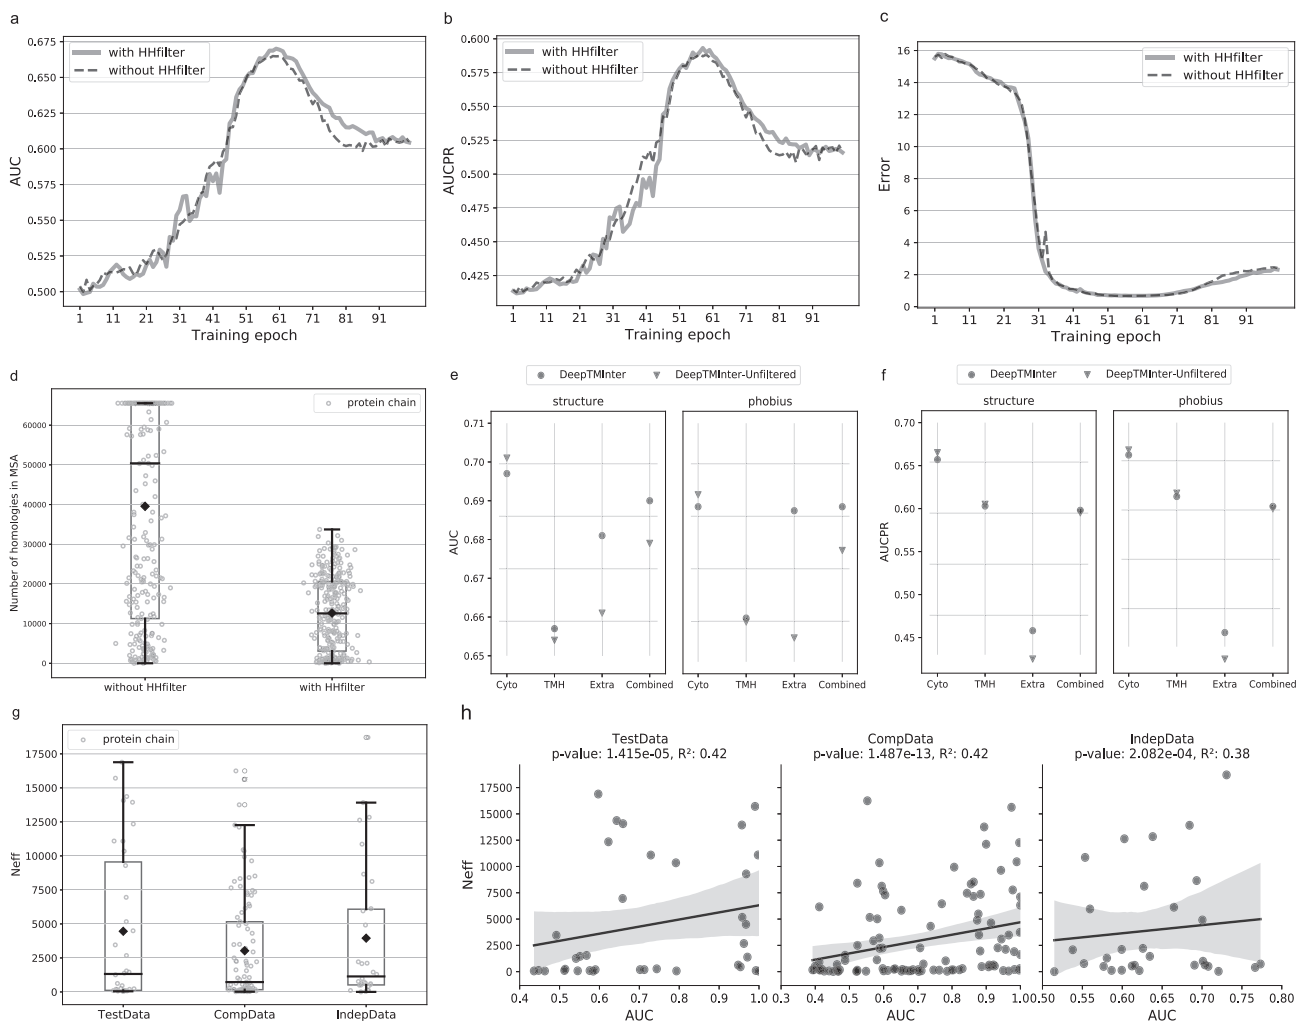 a
0.675
0.650
0.625
0.600
0.575
0.550
0.525
0.500
AUC
with HHfilter
without HHfilter
1 11 21 31 41 51 61 71 81 91
Training epoch
b
0.600
0.575
0.550
0.525
0.500
0.475
0.450
0.425
AUCPR
with HHfilter
without HHfilter
1 11 21 31 41 51 61 71 81 91
Training epoch
c
16
14
12
10
8
6
4
2
0
Error
with HHfilter
without HHfilter
1 11 21 31 41 51 61 71 81 91
Training epoch
d
60000
50000
40000
30000
20000
10000
0
Number of homologies in MSA
protein chain
without HHfilter with HHfilter
e
DeepTMInter DeepTMInter-Unfiltered
structure phobius
0.71
0.70
0.69
0.68
0.67
0.66
0.65
AUC
Cyto TMH Extra Combined Cyto TMH Extra Combined
f
DeepTMInter DeepTMInter-Unfiltered
structure phobius
0.70
0.65
0.60
0.55
0.50
0.45
AUCPR
Cyto TMH Extra Combined Cyto TMH Extra Combined
g
17500
15000
12500
10000
7500
5000
2500
0
Neff
protein chain
TestData CompData IndepData
h
TestData
p-value: 1.415e-05, R²: 0.42
CompData
p-value: 1.487e-13, R²: 0.42
IndepData
p-value: 2.082e-04, R²: 0.38
17500
15000
12500
10000
7500
5000
2500
0
Neff
0.4 0.5 0.6 0.7 0.8 0.9 1.0
AUC
0.3 0.4 0.5 0.6 0.7 0.8 0.9 1.0
AUC
0.50 0.55 0.60 0.65 0.70 0.75 0.80
AUC